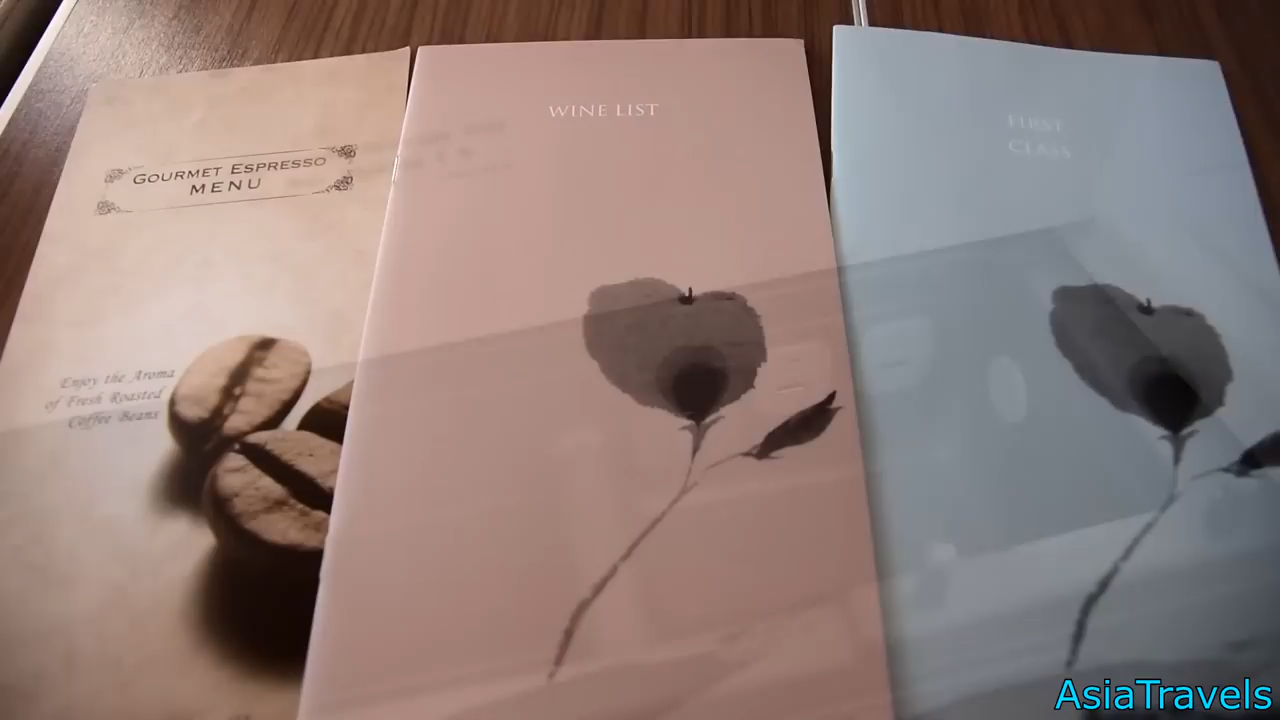 GOURMET ESPRESSO
MENU
Enjoy the Aroma
of Fresh Roasted
Coffee Beans
WINE LIST
FIRST
CLASS
AsiaTravels